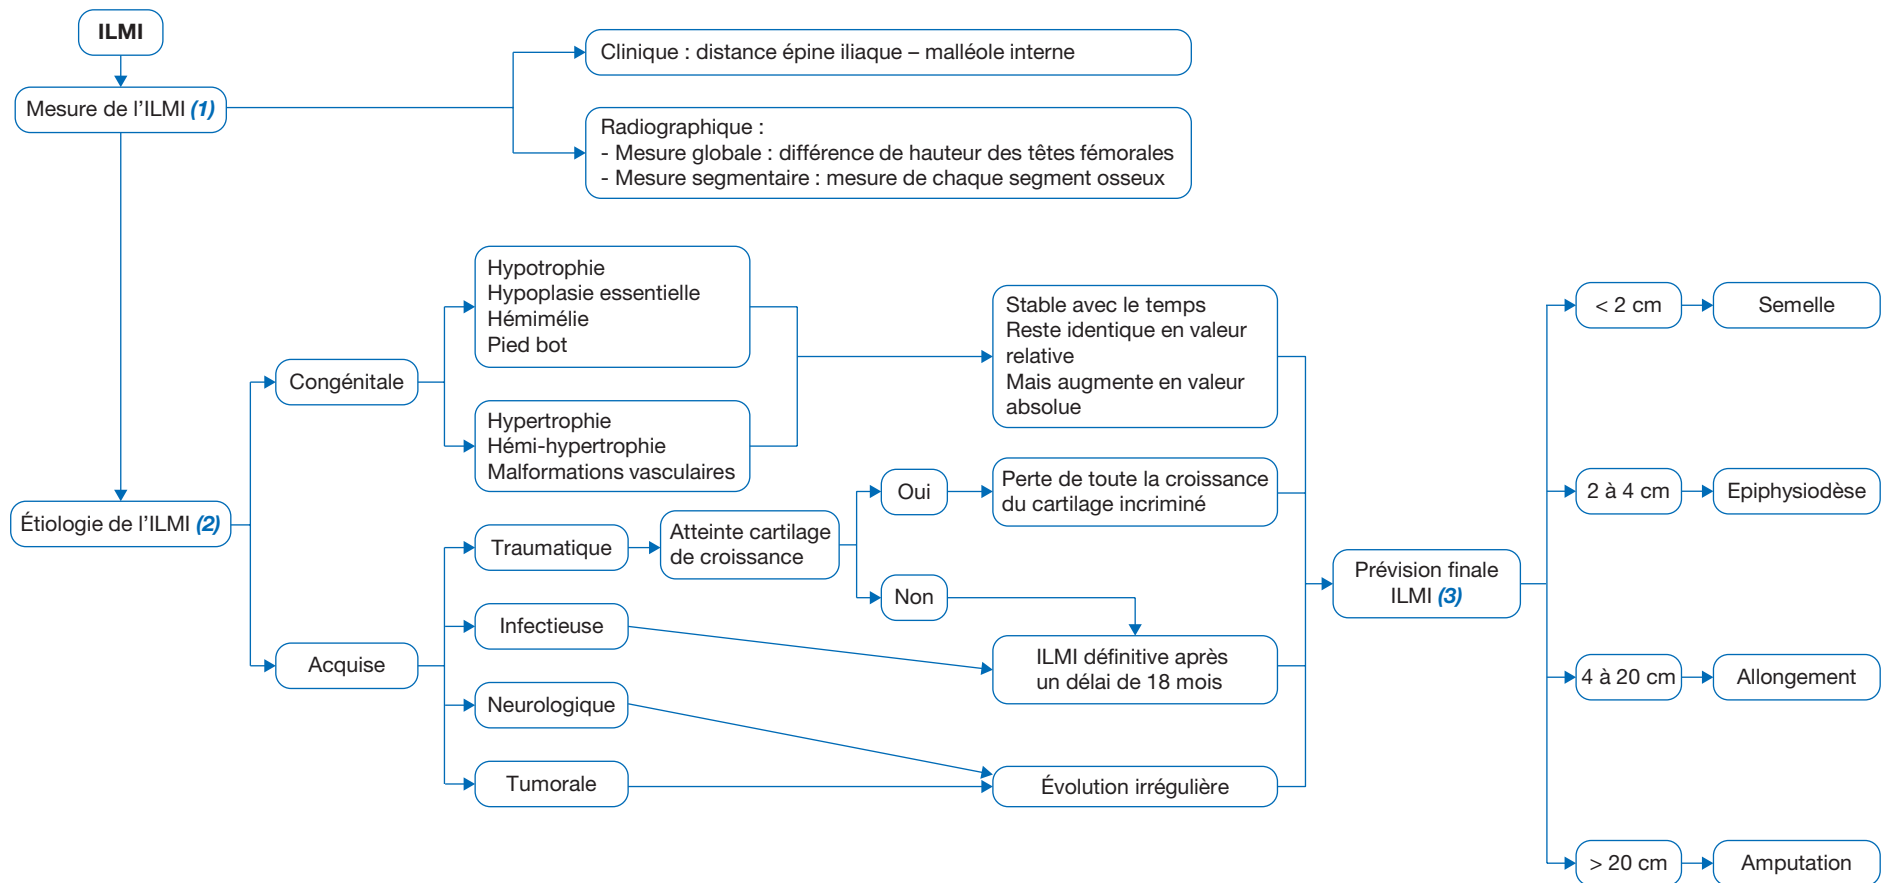 ILMI
Mesure de l'ILMI (1)
Clinique : distance épine iliaque – malléole interne
Radiographique :
- Mesure globale : différence de hauteur des têtes fémorales
- Mesure segmentaire : mesure de chaque segment osseux
Étiologie de l'ILMI (2)
Congénitale
Hypotrophie
Hypoplasie essentielle
Hémimélie
Pied bot
Hypertrophie
Hémi-hypertrophie
Malformations vasculaires
Stable avec le temps
Reste identique en valeur
relative
Mais augmente en valeur
absolue
Acquise
Traumatique
Atteinte cartilage
de croissance
Oui
Perte de toute la croissance
du cartilage incriminé
Non
Infectieuse
ILMI définitive après
un délai de 18 mois
Neurologique
Tumorale
Évolution irrégulière
Prévision finale
ILMI (3)
< 2 cm
Semelle
2 à 4 cm
Epiphysiodèse
4 à 20 cm
Allongement
> 20 cm
Amputation